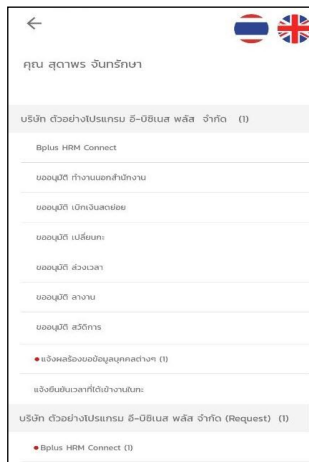 คุณ สุดาพร จันทรักษา
บริษัท ตัวอย่างโปรแกรม อี-บิซิเนส พลัส จำกัด (1)
Bplus HRM Connect
ขออนุมัติ ทำงานนอกสำนักงาน
ขออนุมัติ เบิกเงินสดย่อย
ขออนุมัติ เปลี่ยนกะ
ขออนุมัติ ล่วงเวลา
ขออนุมัติ ลางาน
ขออนุมัติ สวัสดิการ
แจ้งผลร้องขอข้อมูลบุคคลต่างๆ (1)
แจ้งยืนยันเวลาที่ได้เข้างานในกะ
บริษัท ตัวอย่างโปรแกรม อี-บิซิเนส พลัส จำกัด (Request) (1)
Bplus HRM Connect (1)